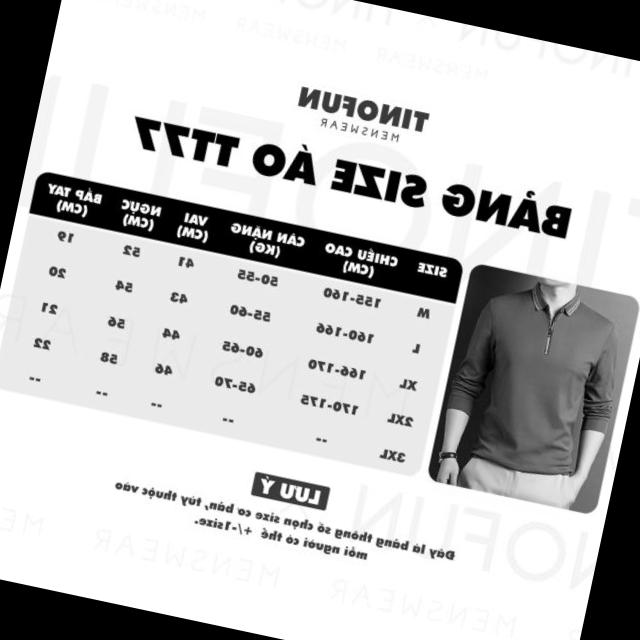 TINOFUN
MENSWEAR
BẢNG SIZE ÁO TT77
SIZE CHIỀU CAO (CM) CÂN NẶNG (KG) VAI (CM) NGỰC (CM) BẮP TAY (CM)
M 155-160 50-55 41 52 19
L 160-166 55-60 43 54 20
XL 166-170 60-65 44 56 21
2XL 170-175 65-70 46 58 22
3XL -- -- -- -- --
LƯU Ý
Đây là bảng thông số chọn size cơ bản, tùy thuộc vào
mỗi người có thể +/-1size.